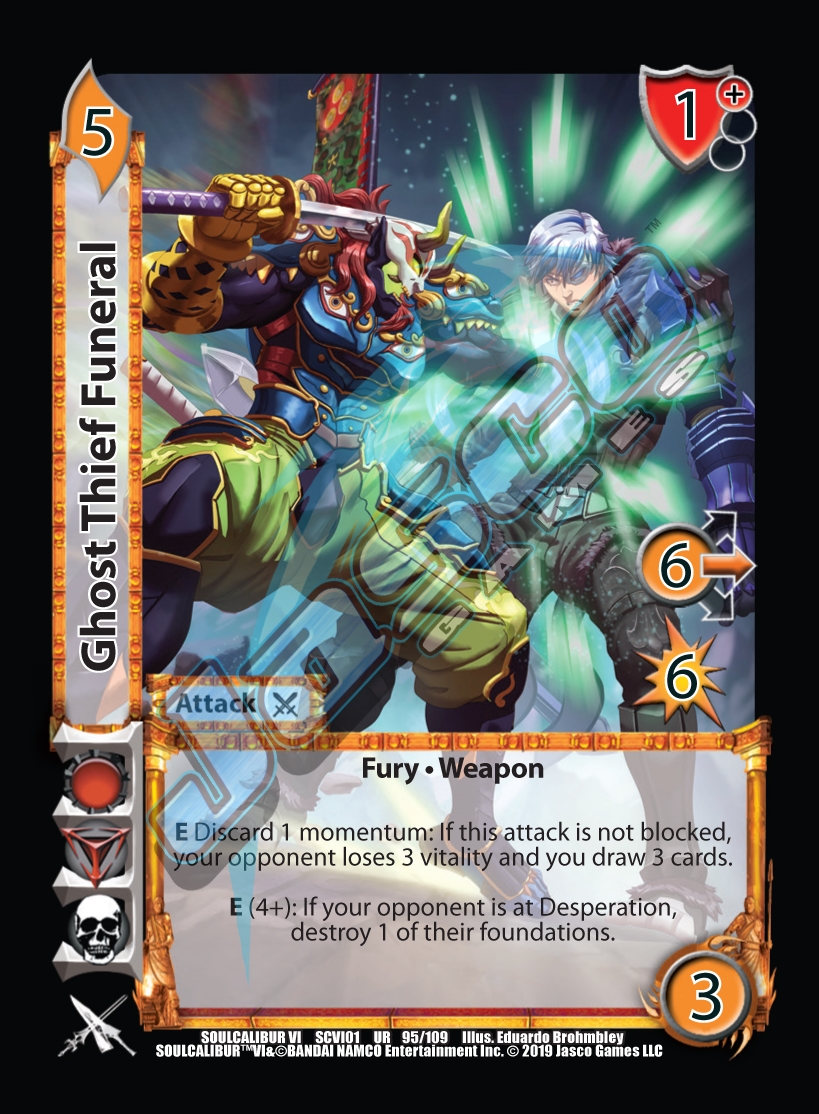 5
1
+
Ghost Thief Funeral
TM
JASCO
GAMES
6
6
Attack
Fury • Weapon
E Discard 1 momentum: If this attack is not blocked,
your opponent loses 3 vitality and you draw 3 cards.
E (4+): If your opponent is at Desperation,
destroy 1 of their foundations.
3
SOULCALIBUR VI SCVI01 UR 95/109 Illus. Eduardo Brohmbley
SOULCALIBUR™VI&©BANDAI NAMCO Entertainment Inc. © 2019 Jasco Games LLC